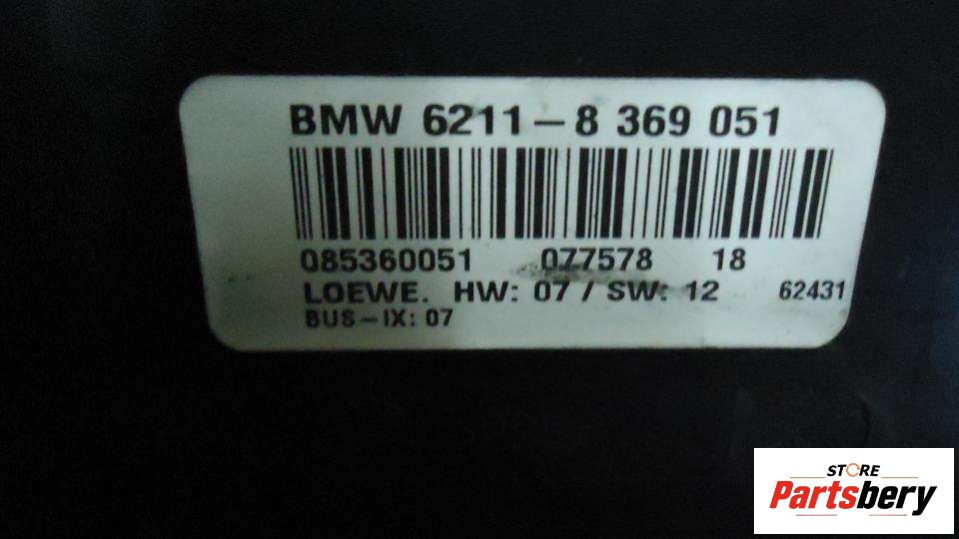 BMW 6211-8 369 051
085360051 077578 18
LOEWE. HW: 07 / SW: 12 62431
BUS-IX: 07
STORE
Partsbery